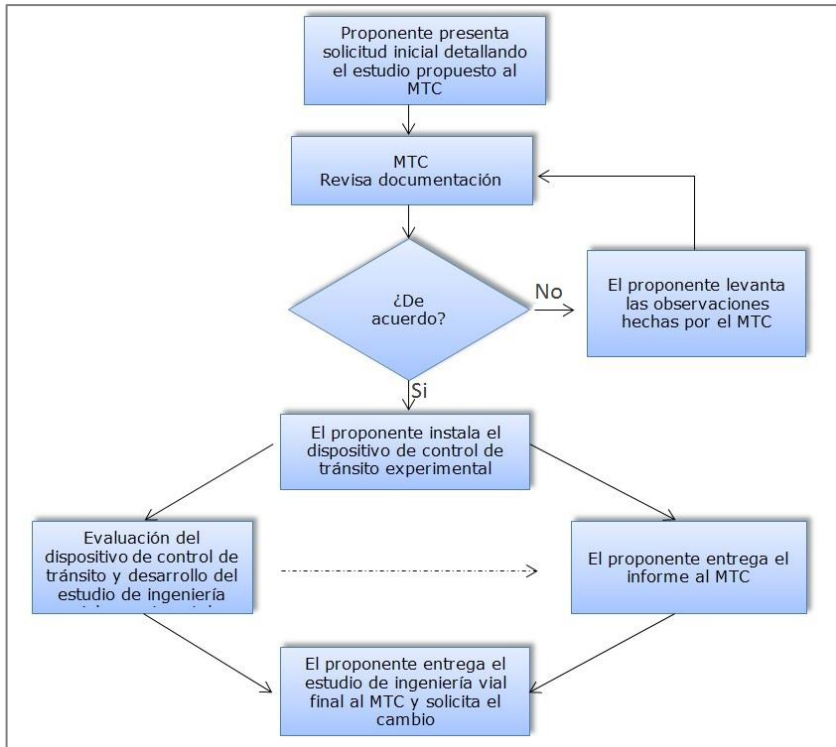 Proponente presenta
solicitud inicial detallando
el estudio propuesto al
MTC
MTC
Revisa documentación
¿De
acuerdo?
No
El proponente levanta
las observaciones
hechas por el MTC
Si
El proponente instala el
dispositivo de control de
tránsito experimental
Evaluación del
dispositivo de control de
tránsito y desarrollo del
estudio de ingeniería
El proponente entrega el
informe al MTC
El proponente entrega el
estudio de ingeniería vial
final al MTC y solicita el
cambio